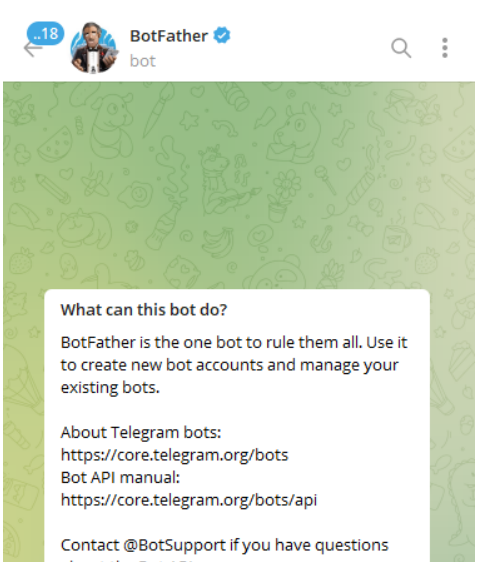 ..18
BotFather
bot
What can this bot do?
BotFather is the one bot to rule them all. Use it
to create new bot accounts and manage your
existing bots.
About Telegram bots:
https://core.telegram.org/bots
Bot API manual:
https://core.telegram.org/bots/api
Contact @BotSupport if you have questions